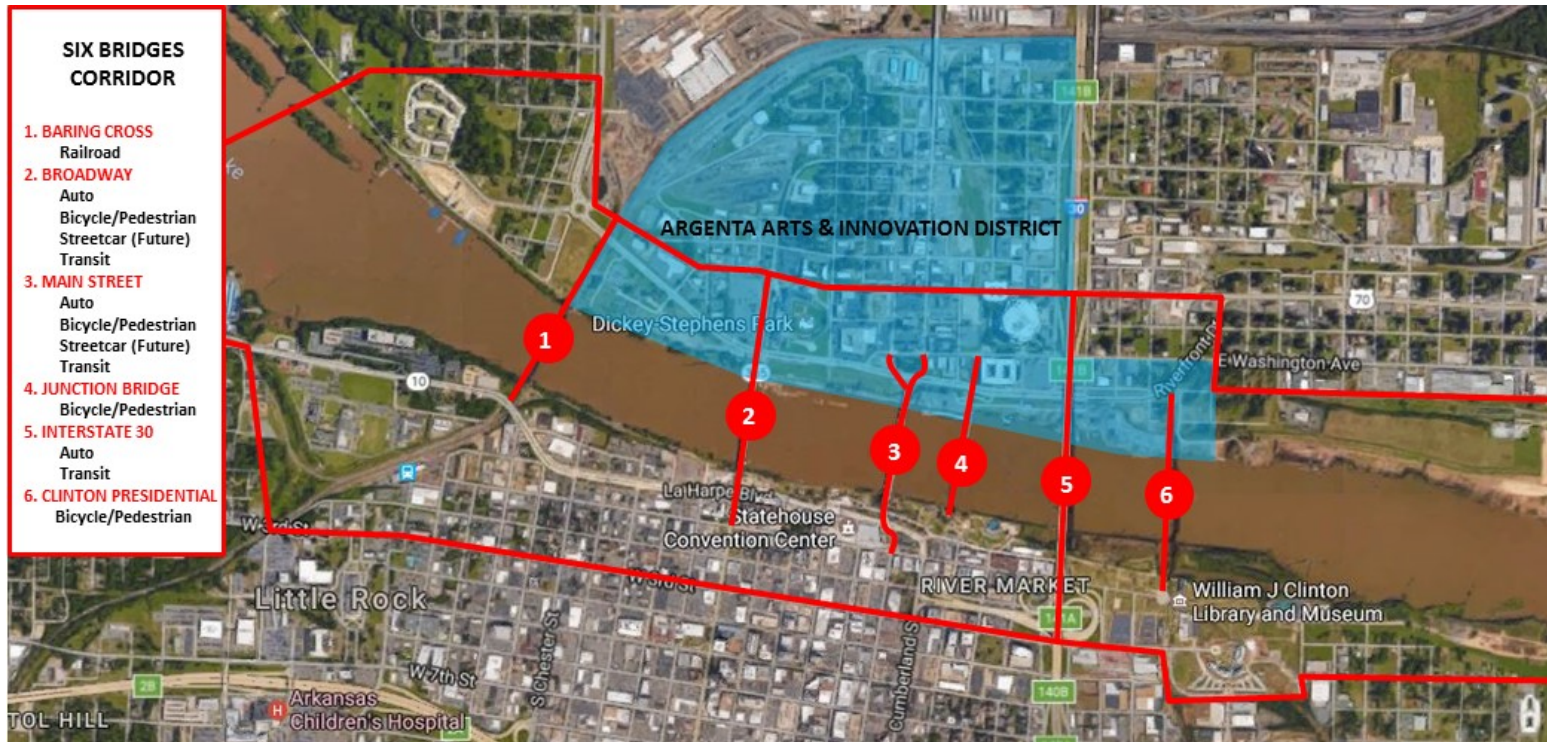 SIX BRIDGES
CORRIDOR
1. BARING CROSS
Railroad
2. BROADWAY
Auto
Bicycle/Pedestrian
Streetcar (Future)
Transit
3. MAIN STREET
Auto
Bicycle/Pedestrian
Streetcar (Future)
Transit
4. JUNCTION BRIDGE
Bicycle/Pedestrian
5. INTERSTATE 30
Auto
Transit
6. CLINTON PRESIDENTIAL
Bicycle/Pedestrian
141B
30
ARGENTA ARTS & INNOVATION DISTRICT
70
Dickey-Stephens Park
Riverfront Dr
E Washington Ave
10
1
2
3
4
5
6
La Harpe Blvd
Statehouse
Convention Center
W 3rd St
W 3rd St
RIVER MARKET
William J Clinton
Library and Museum
Little Rock
141A
S Chester St
Cumberland S
W 7th St
2B
140B
Arkansas
Children's Hospital
TOL HILL